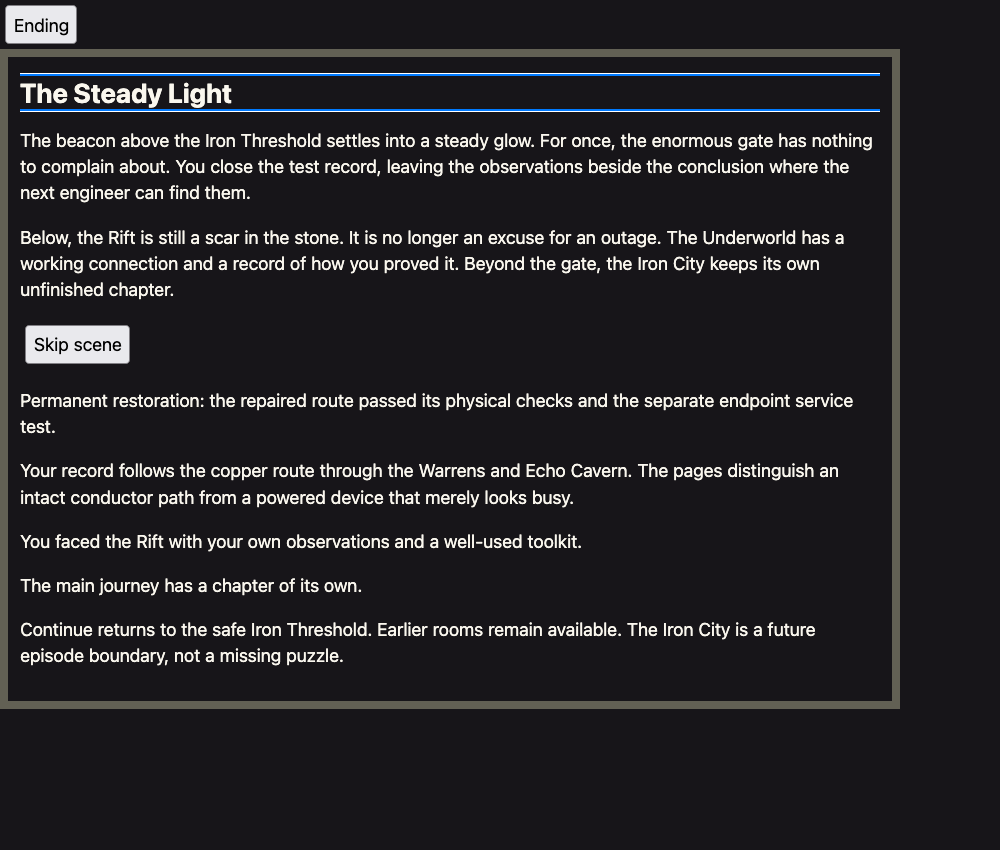 Ending
The Steady Light
The beacon above the Iron Threshold settles into a steady glow. For once, the enormous gate has nothing
to complain about. You close the test record, leaving the observations beside the conclusion where the
next engineer can find them.
Below, the Rift is still a scar in the stone. It is no longer an excuse for an outage. The Underworld has a
working connection and a record of how you proved it. Beyond the gate, the Iron City keeps its own
unfinished chapter.
Skip scene
Permanent restoration: the repaired route passed its physical checks and the separate endpoint service
test.
Your record follows the copper route through the Warrens and Echo Cavern. The pages distinguish an
intact conductor path from a powered device that merely looks busy.
You faced the Rift with your own observations and a well-used toolkit.
The main journey has a chapter of its own.
Continue returns to the safe Iron Threshold. Earlier rooms remain available. The Iron City is a future
episode boundary, not a missing puzzle.